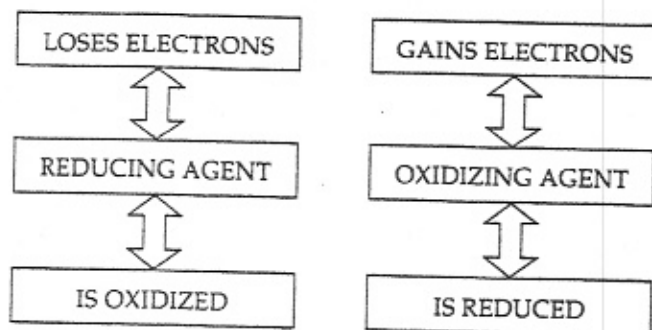 LOSES ELECTRONS
REDUCING AGENT
IS OXIDIZED
GAINS ELECTRONS
OXIDIZING AGENT
IS REDUCED